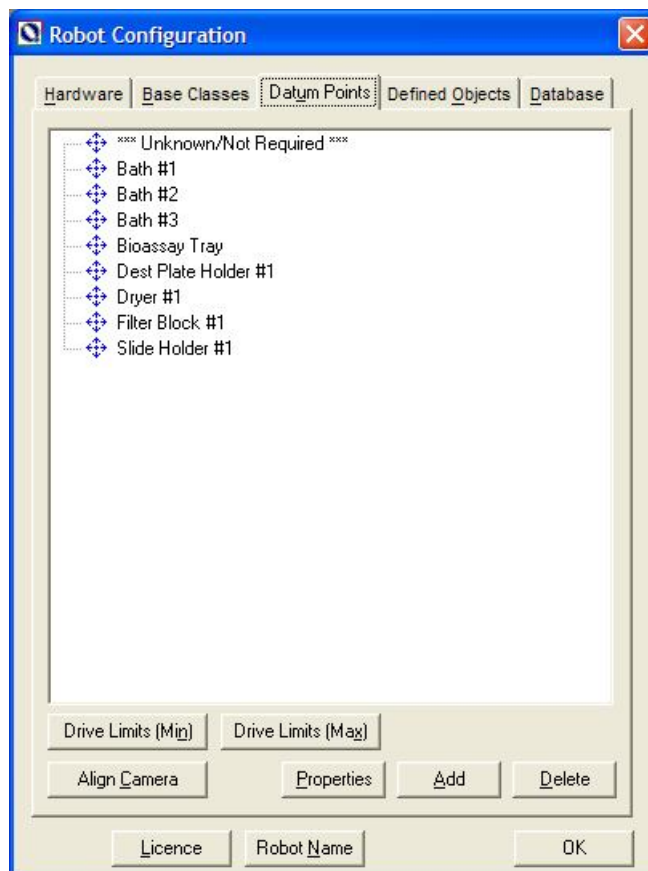 Robot Configuration
Hardware Base Classes Datum Points Defined Objects Database
*** Unknown/Not Required ***
Bath #1
Bath #2
Bath #3
Bioassay Tray
Dest Plate Holder #1
Dryer #1
Filter Block #1
Slide Holder #1
Drive Limits (Min) Drive Limits (Max)
Align Camera Properties Add Delete
Licence Robot Name OK